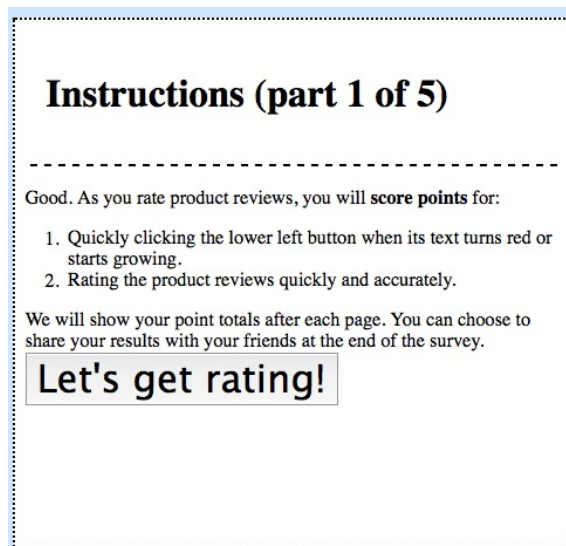 Instructions (part 1 of 5)
Good. As you rate product reviews, you will score points for:
1. Quickly clicking the lower left button when its text turns red or
starts growing.
2. Rating the product reviews quickly and accurately.
We will show your point totals after each page. You can choose to
share your results with your friends at the end of the survey.
Let's get rating!